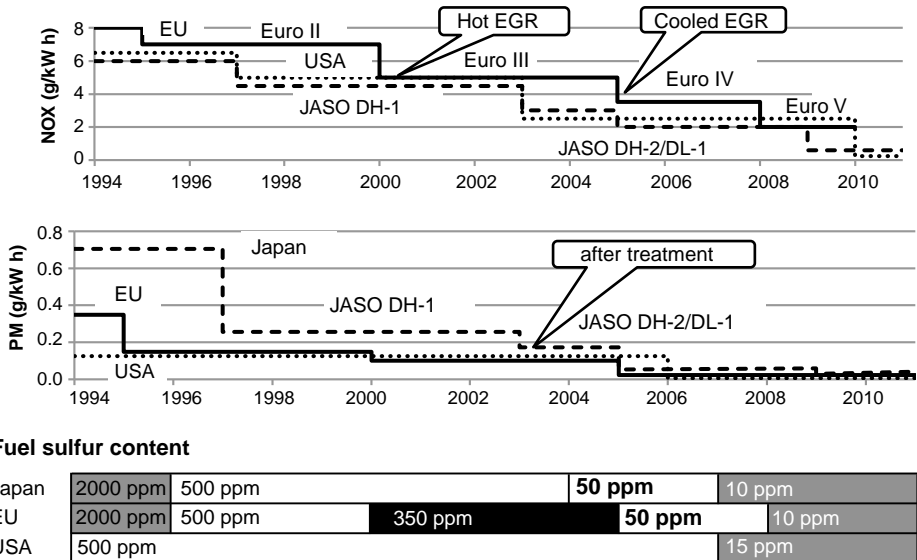 Hot EGR
Cooled EGR
NOX (g/kW h)
8
6
4
2
0
EU
Euro II
USA
Euro III
Euro IV
Euro V
JASO DH-1
JASO DH-2/DL-1
1994 1996 1998 2000 2002 2004 2006 2008 2010
PM (g/kW h)
0.8
0.6
0.4
0.2
0.0
Japan
after treatment
EU
JASO DH-1
JASO DH-2/DL-1
USA
1994 1996 1998 2000 2002 2004 2006 2008 2010
Fuel sulfur content
apan 2000 ppm 500 ppm 50 ppm 10 ppm
EU 2000 ppm 500 ppm 350 ppm 50 ppm 10 ppm
USA 500 ppm 15 ppm